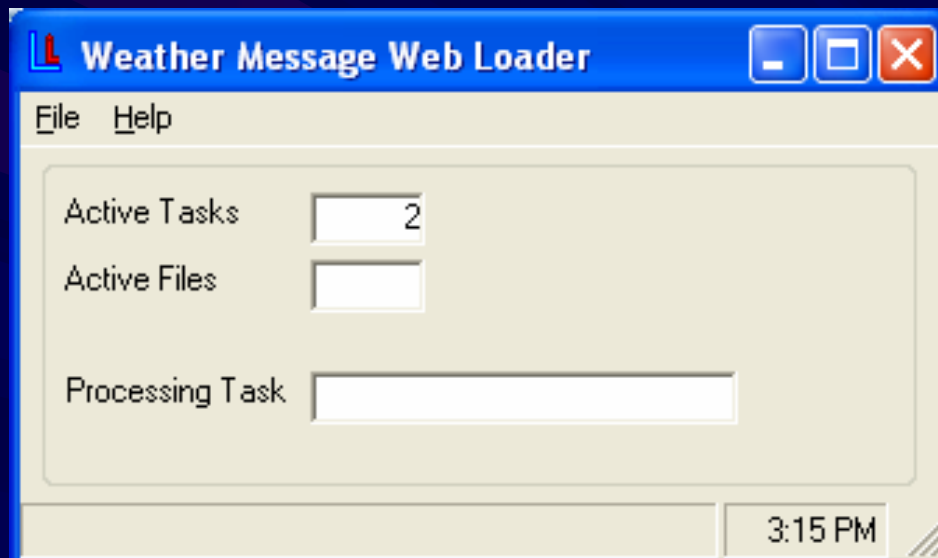 Weather Message Web Loader
File Help
Active Tasks 2
Active Files
Processing Task
3:15 PM